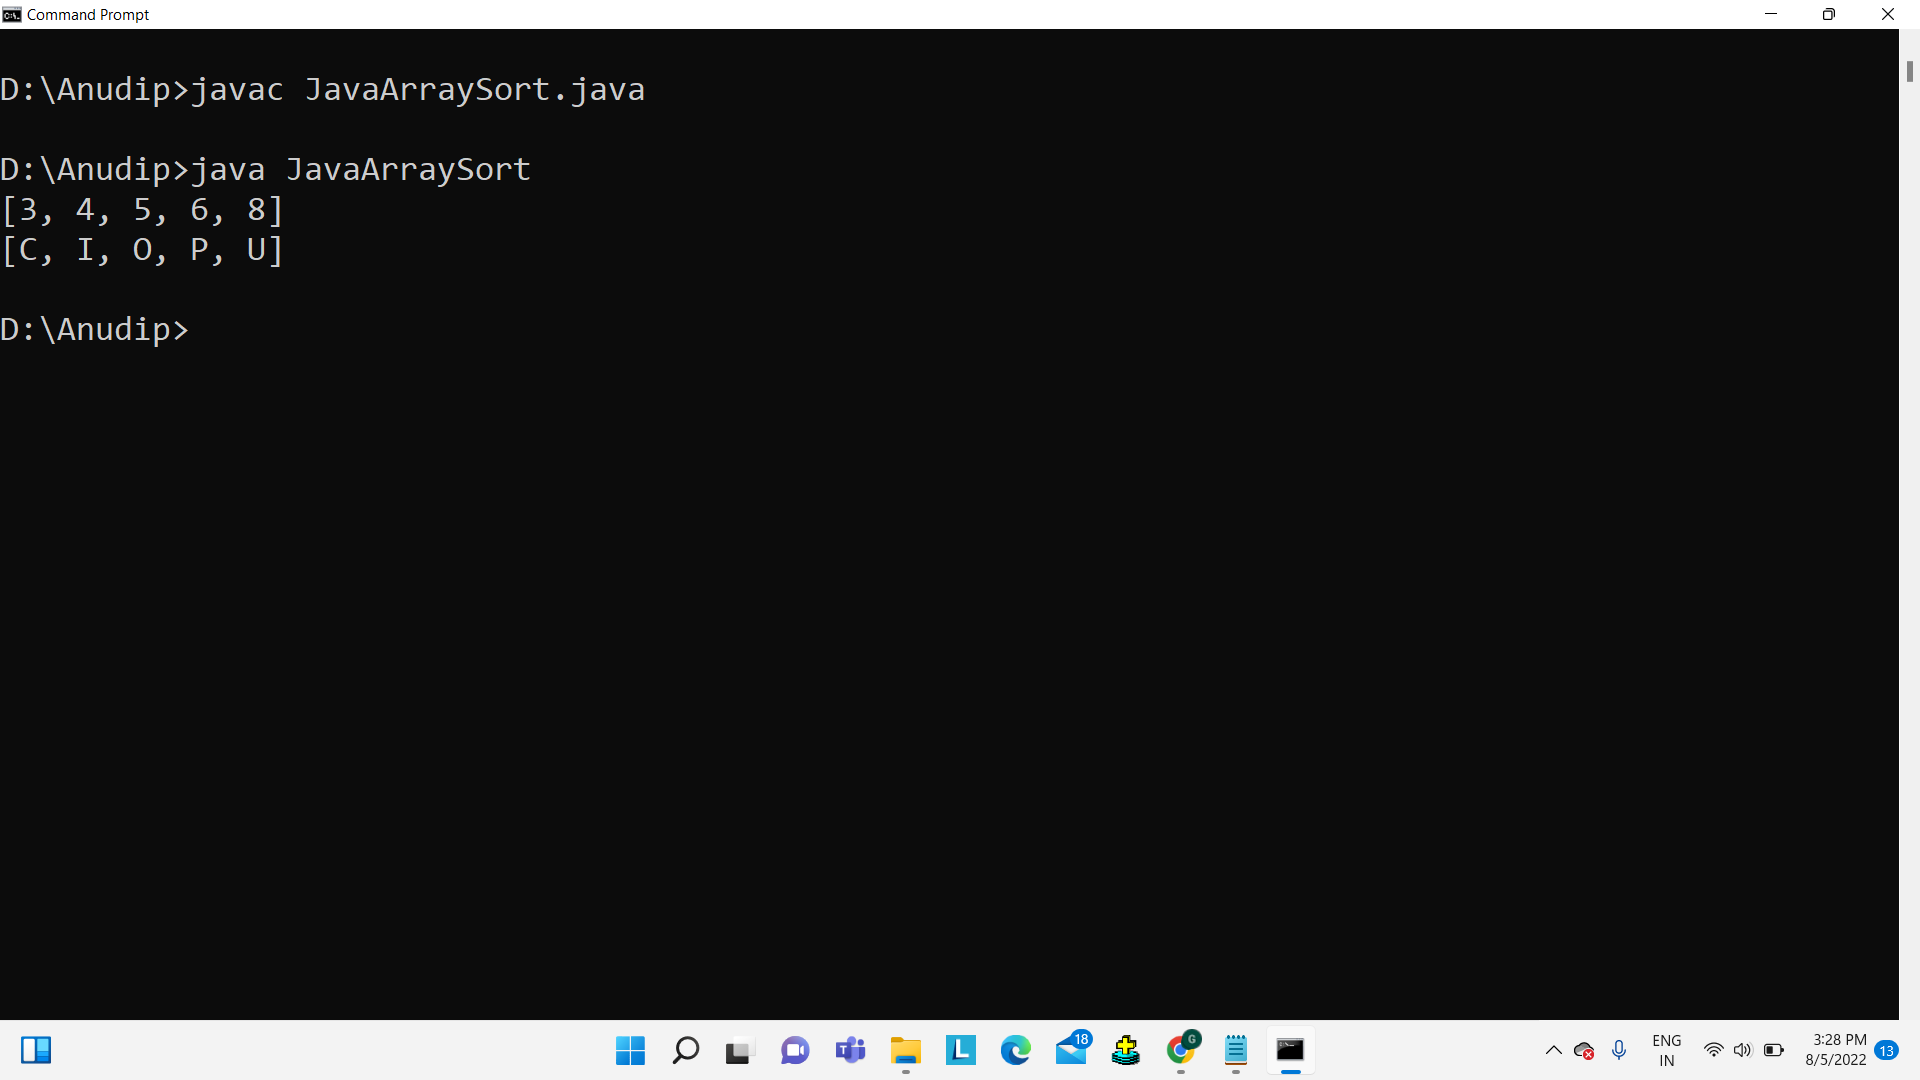 Command Prompt
D:\Anudip>javac JavaArraySort.java
D:\Anudip>java JavaArraySort
[3, 4, 5, 6, 8]
[C, I, O, P, U]
D:\Anudip>
L
18
G
ENG
IN
3:28 PM
8/5/2022
13